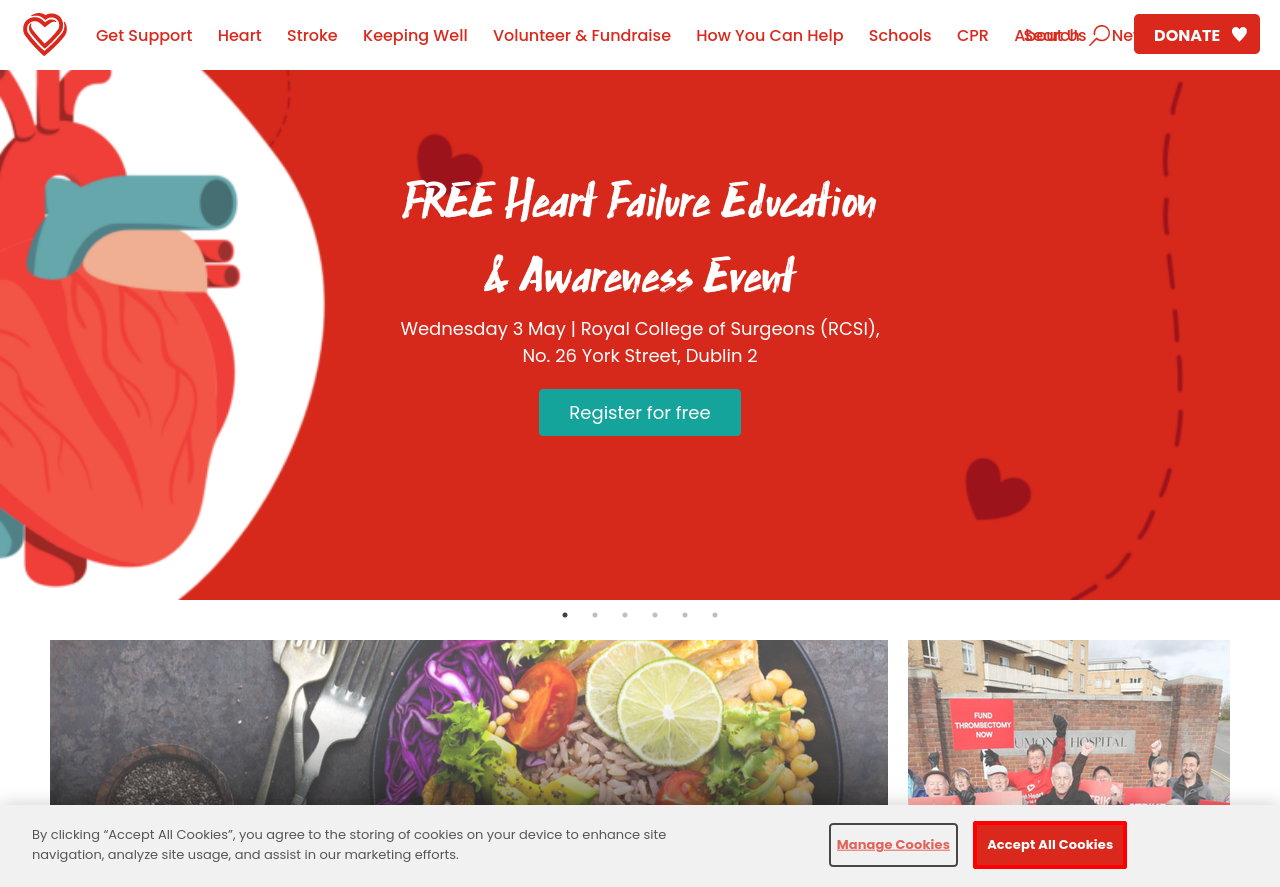 Get Support Heart Stroke Keeping Well Volunteer & Fundraise How You Can Help Schools CPR About Us Search DONATE
FREE Heart Failure Education
& Awareness Event
Wednesday 3 May | Royal College of Surgeons (RCSI),
No. 26 York Street, Dublin 2
Register for free
FUND
THROMBECTOMY
NOW
HOSPITAL
By clicking “Accept All Cookies”, you agree to the storing of cookies on your device to enhance site
navigation, analyze site usage, and assist in our marketing efforts.
Manage Cookies
Accept All Cookies